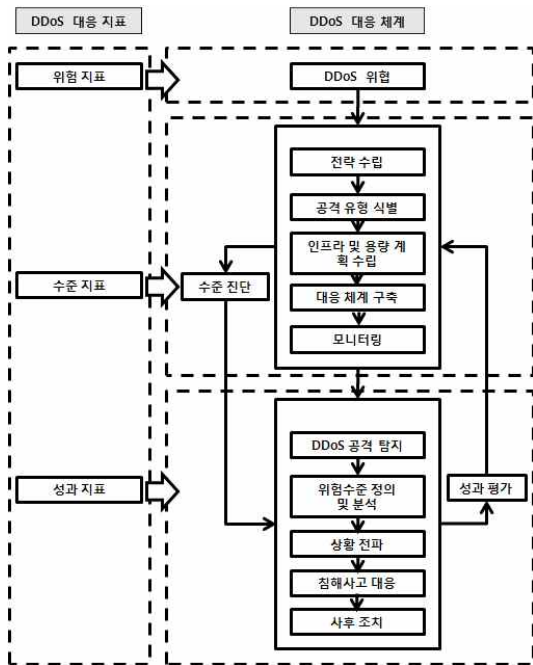 DDoS 대응 지표
DDoS 대응 체계
위험 지표
DDoS 위협
전략 수립
공격 유형 식별
인프라 및 용량 계
획 수립
수준 지표
수준 진단
대응 체계 구축
모니터링
DDoS 공격 탐지
성과 지표
위험수준 정의
및 분석
성과 평가
상황 전파
침해사고 대응
사후 조치